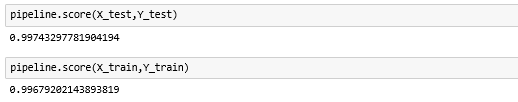 pipeline.score(X_test,Y_test)
0.99743297781904194
pipeline.score(X_train,Y_train)
0.99679202143893819